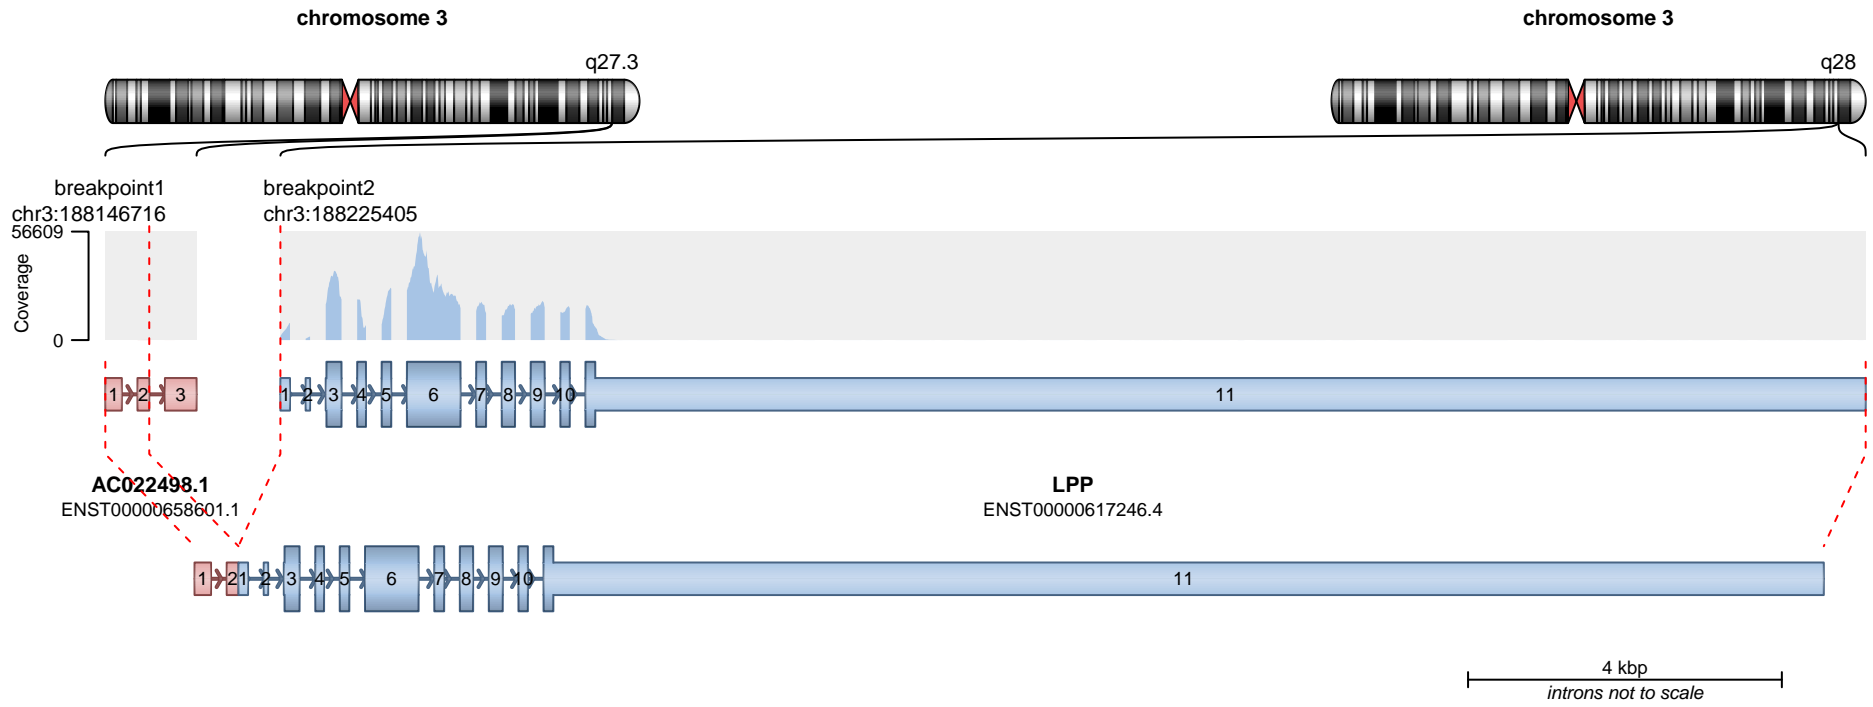 chromosome 3
chromosome 3
q27.3
q28
breakpoint1
chr3:188146716
breakpoint2
chr3:188225405
56609
Coverage
0
1 2 3
1 2 3 4 5 6 7 8 9 10 11
AC022498.1
ENST00000658601.1
LPP
ENST00000617246.4
1 2 1 2 3 4 5 6 7 8 9 10 11
4 kbp
introns not to scale